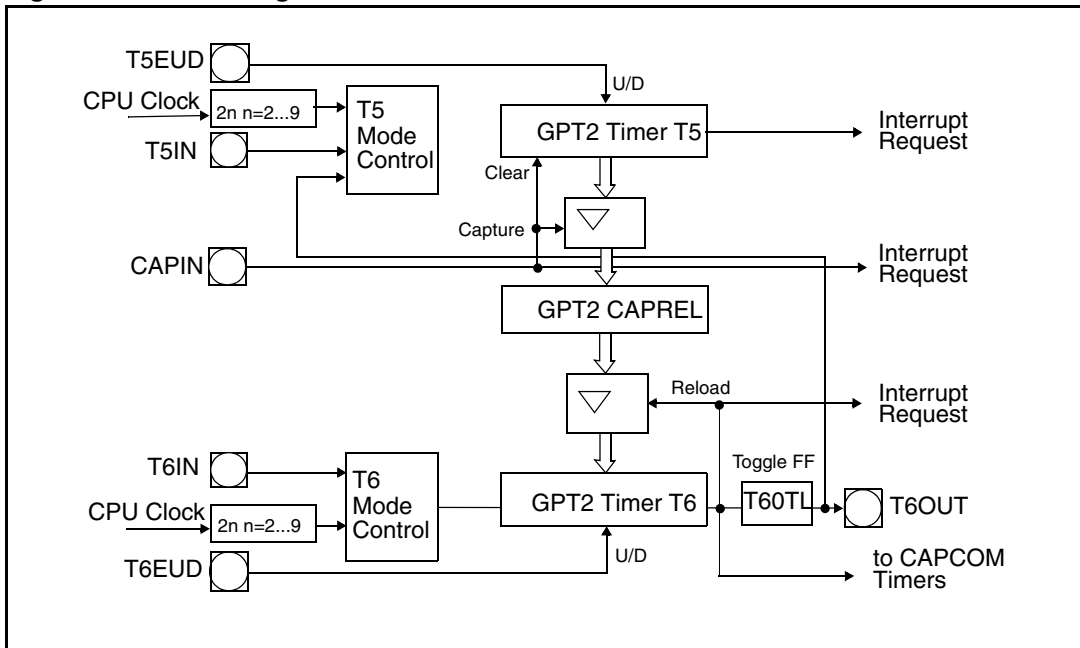 T5EUD
U/D
CPU Clock
2n n=2...9
T5
Mode
Control
T5IN
GPT2 Timer T5
Interrupt
Request
Clear
Capture
CAPIN
Interrupt
Request
GPT2 CAPREL
Reload
Interrupt
Request
T6IN
T6
Mode
Control
Toggle FF
GPT2 Timer T6
T60TL
T6OUT
CPU Clock
2n n=2...9
U/D
T6EUD
to CAPCOM
Timers